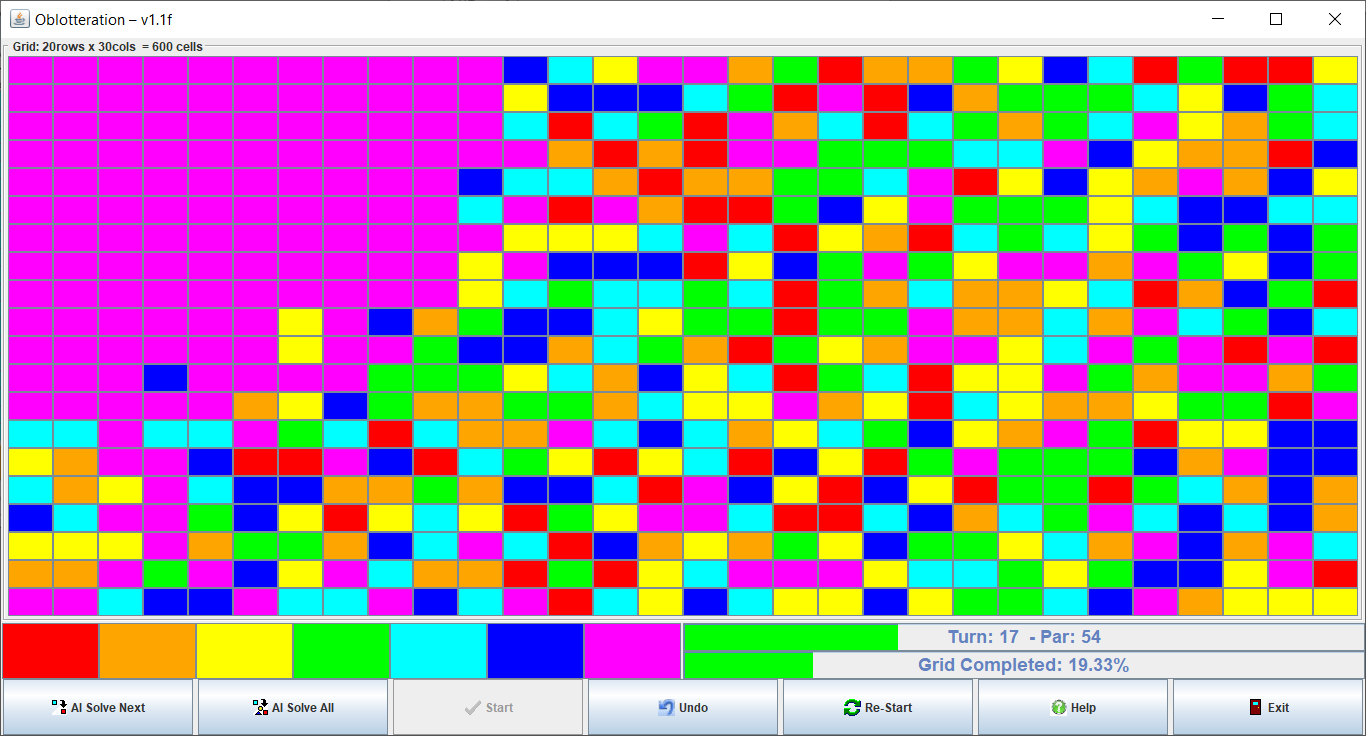 Oblotteration – v1.1f
Grid: 20rows x 30cols  = 600 cells
Turn: 17  - Par: 54
Grid Completed: 19.33%
AI Solve Next
AI Solve All
Start
Undo
Re-Start
Help
Exit